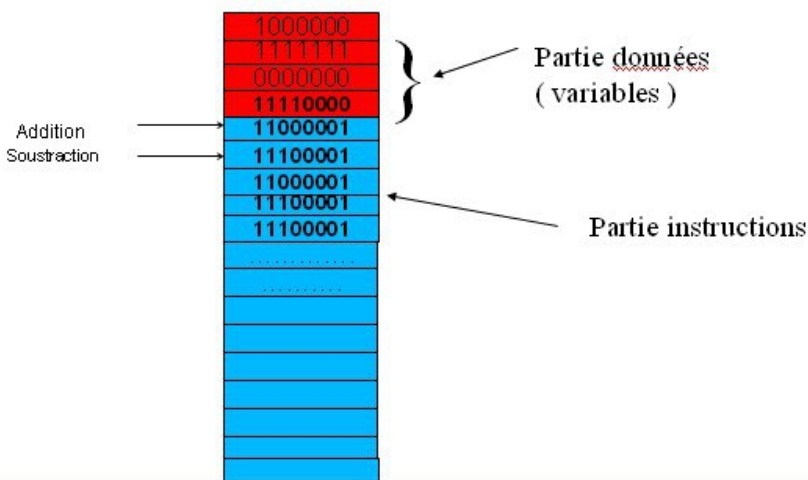 1000000
1111111
0000000
11110000
11000001
11100001
11000001
11100001
11100001
.............
..........
Addition
Soustraction
Partie données
( variables )
Partie instructions